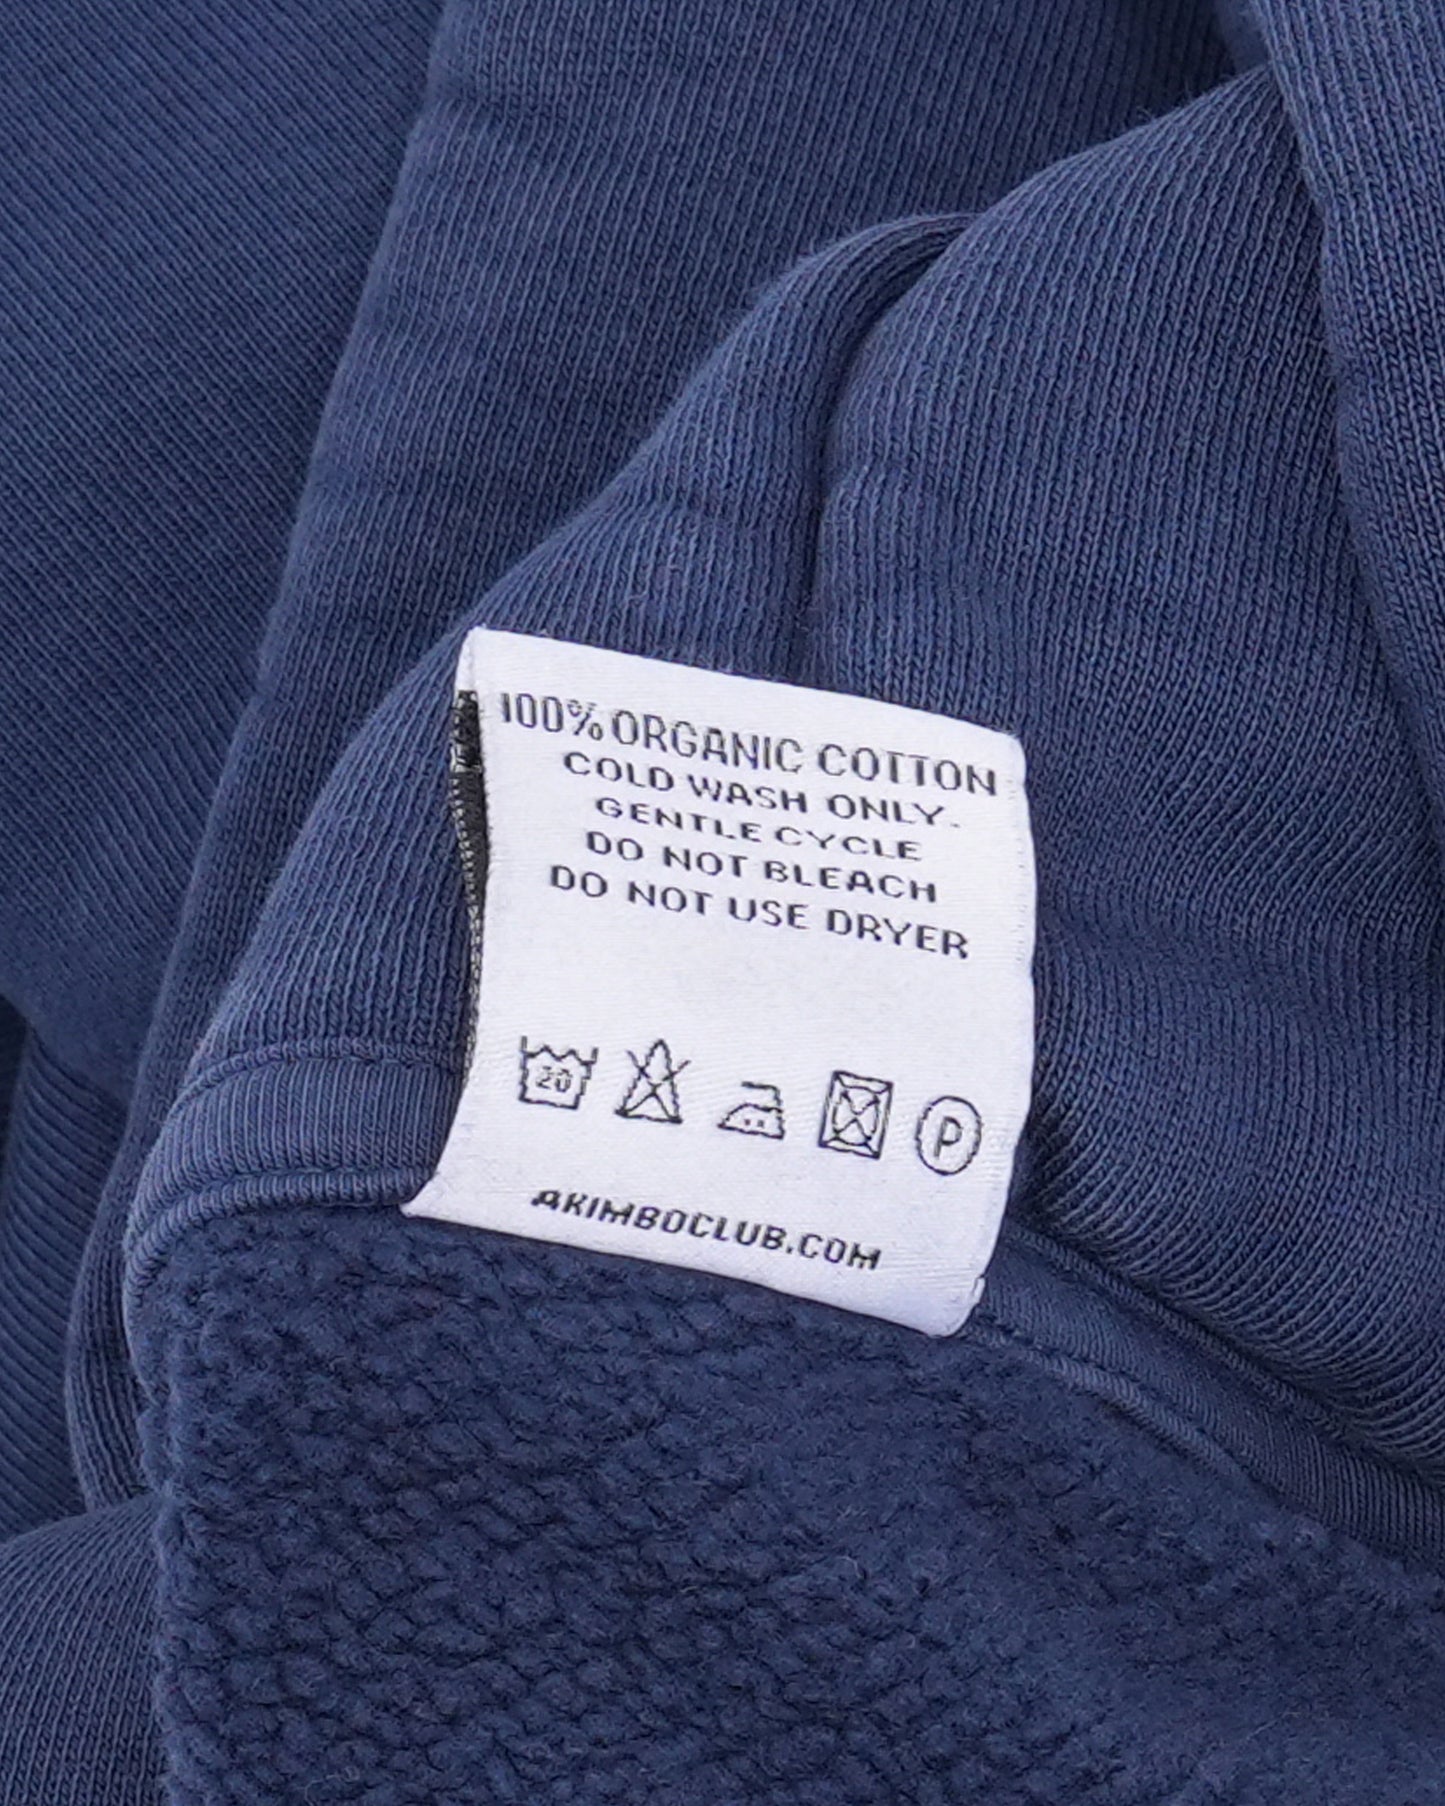 100% ORGANIC COTTON
COLD WASH ONLY.
GENTLE CYCLE
DO NOT BLEACH
DO NOT USE DRYER
20
P
AKIMBOCLUB.COM